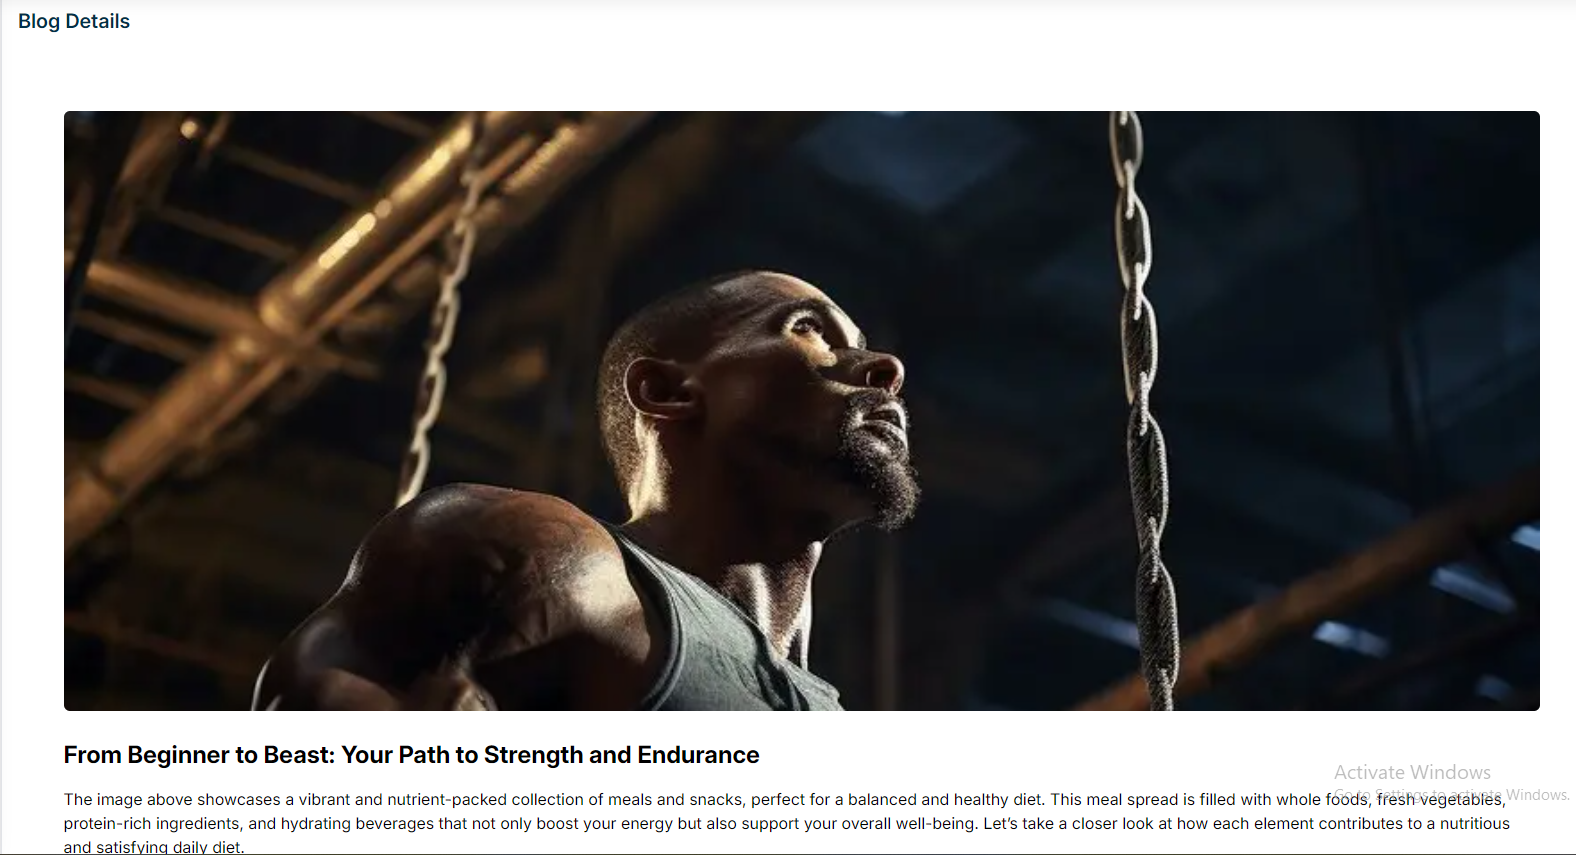 Blog Details
From Beginner to Beast: Your Path to Strength and Endurance
Activate Windows
Go to Settings to activate Windows.
The image above showcases a vibrant and nutrient-packed collection of meals and snacks, perfect for a balanced and healthy diet. This meal spread is filled with whole foods, fresh vegetables,
protein-rich ingredients, and hydrating beverages that not only boost your energy but also support your overall well-being. Let’s take a closer look at how each element contributes to a nutritious
and satisfying daily diet.